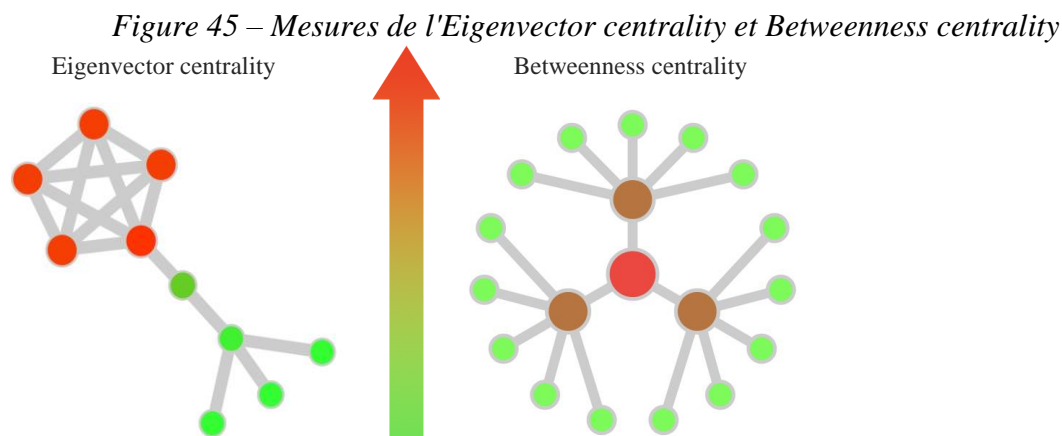 Figure 45 – Mesures de l'Eigenvector centrality et Betweenness centrality
Eigenvector centrality
Betweenness centrality